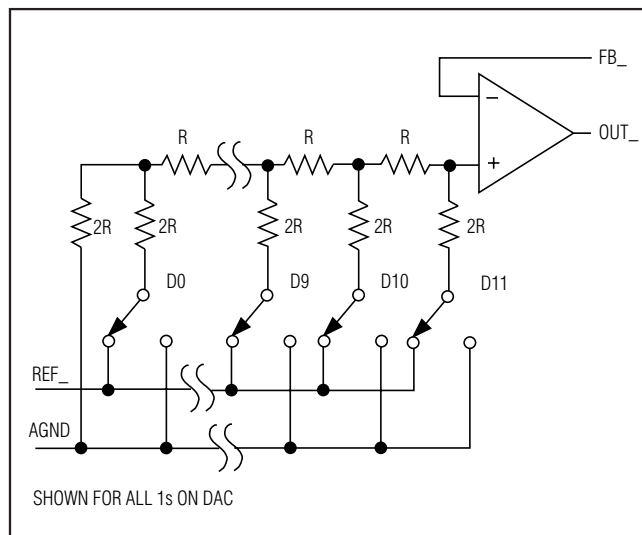 FB_
OUT_
R R R
− +
2R 2R 2R 2R 2R
D0 D9 D10 D11
REF_
AGND
SHOWN FOR ALL 1s ON DAC